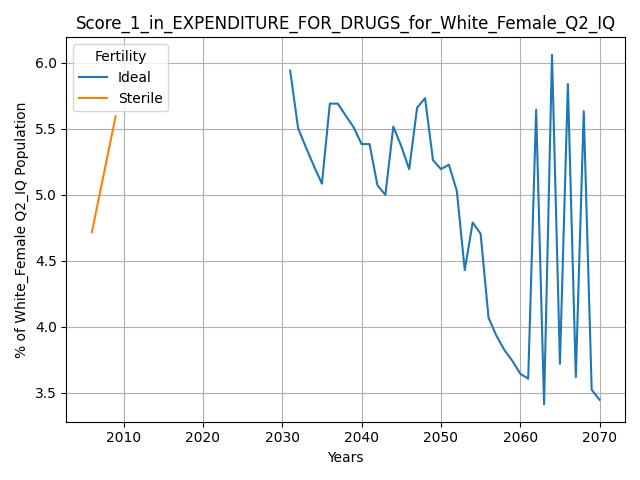 Score_1_in_EXPENDITURE_FOR_DRUGS_for_White_Female_Q2_IQ
Fertility
Ideal
Sterile
% of White_Female Q2_IQ Population
6.0
5.5
5.0
4.5
4.0
3.5
2010 2020 2030 2040 2050 2060 2070
Years